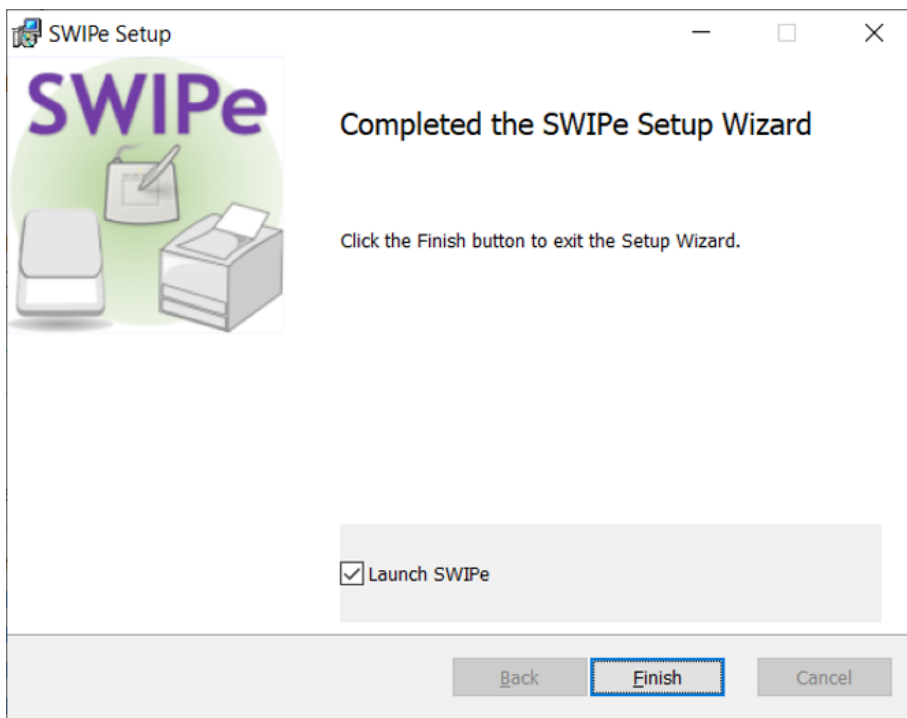 SWIPe Setup
SWIPe
Completed the SWIPe Setup Wizard
Click the Finish button to exit the Setup Wizard.
Launch SWIPe
Back
Finish
Cancel